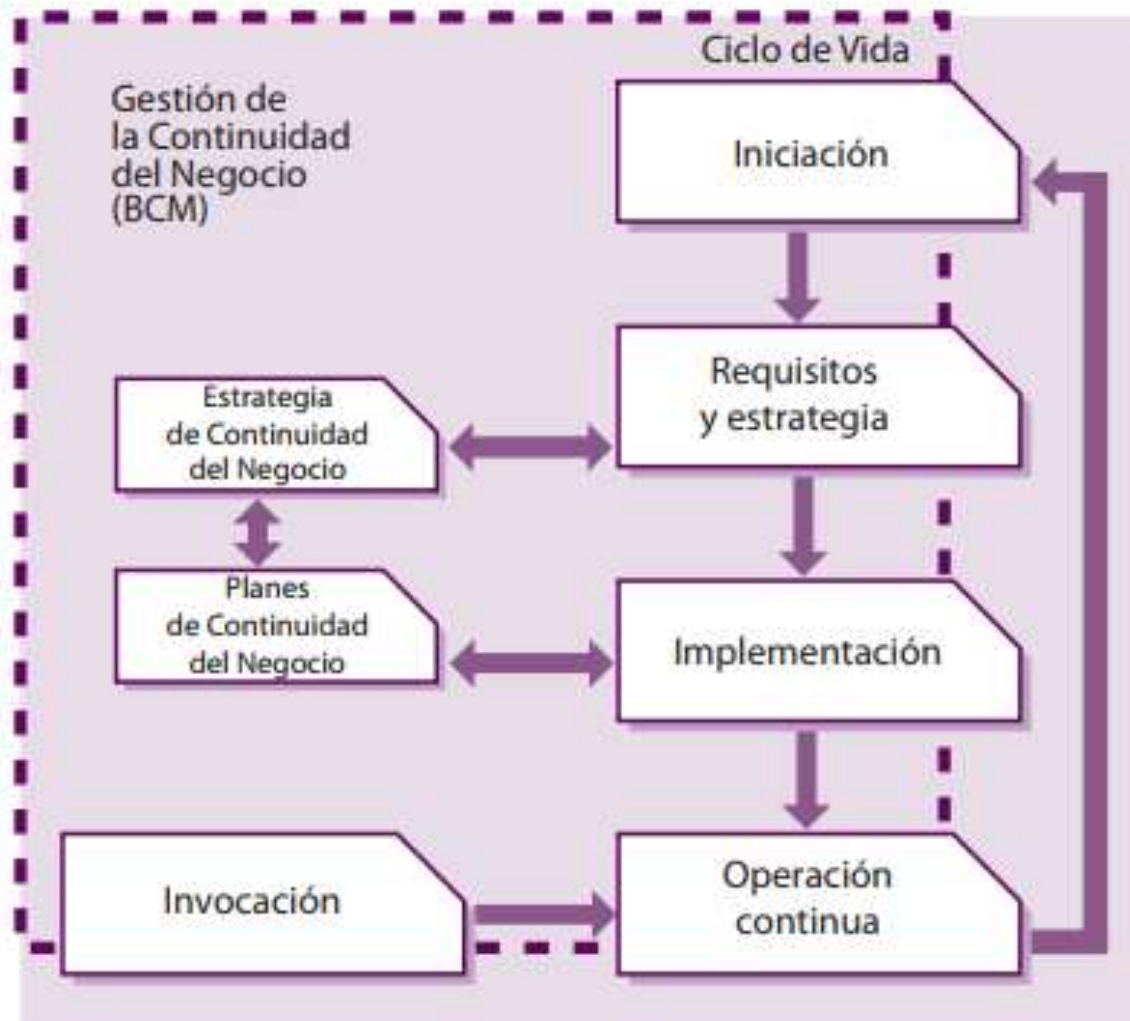 Ciclo de Vida
Gestión de
la Continuidad
del Negocio
(BCM)
Iniciación
Requisitos
y estrategia
Estrategia
de Continuidad
del Negocio
Planes
de Continuidad
del Negocio
Implementación
Invocación
Operación
continua